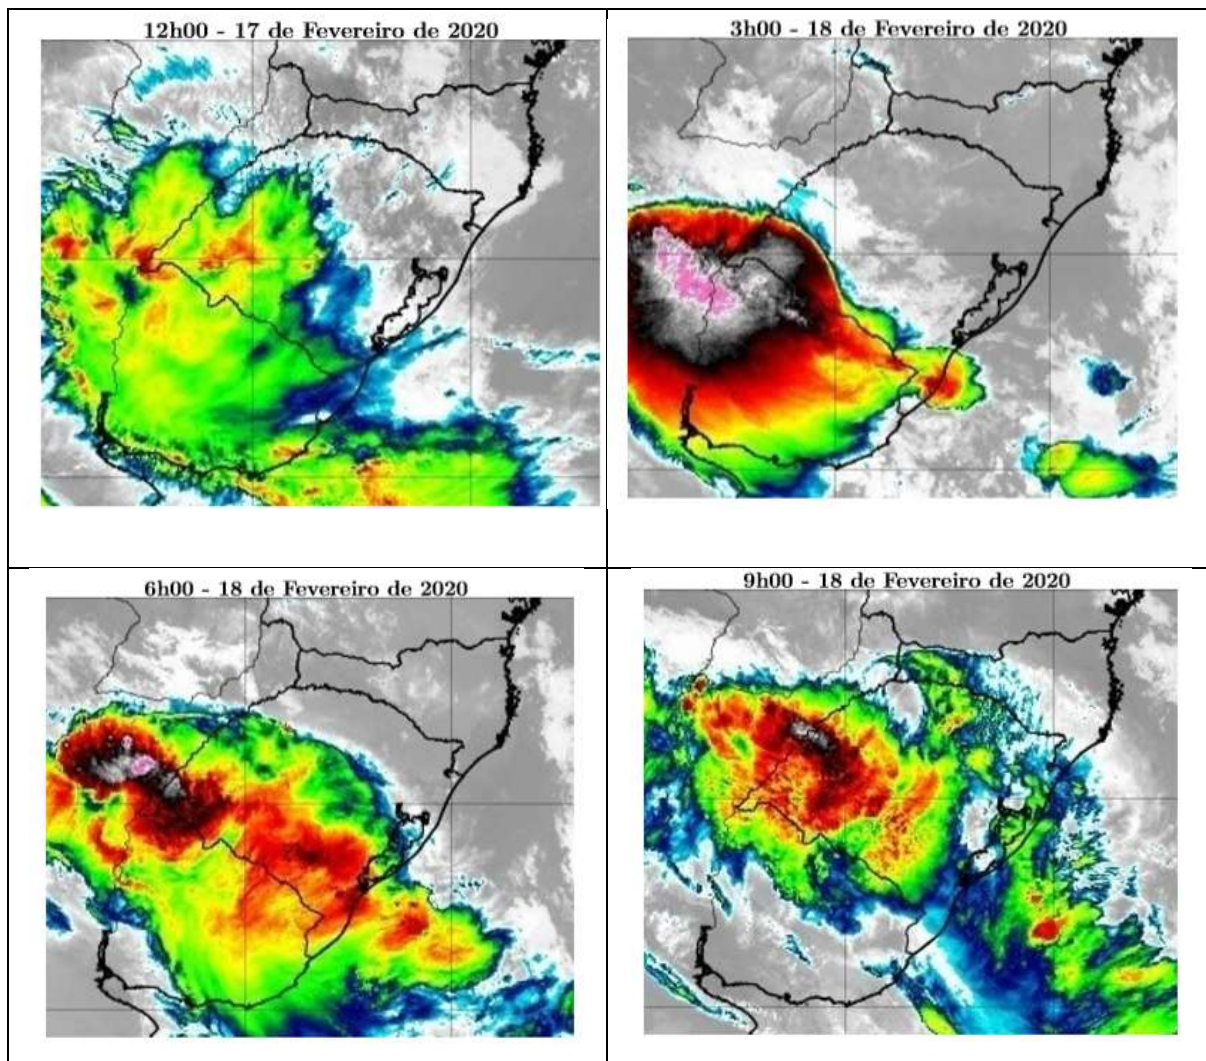 12h00 - 17 de Fevereiro de 2020
3h00 - 18 de Fevereiro de 2020
6h00 - 18 de Fevereiro de 2020
9h00 - 18 de Fevereiro de 2020